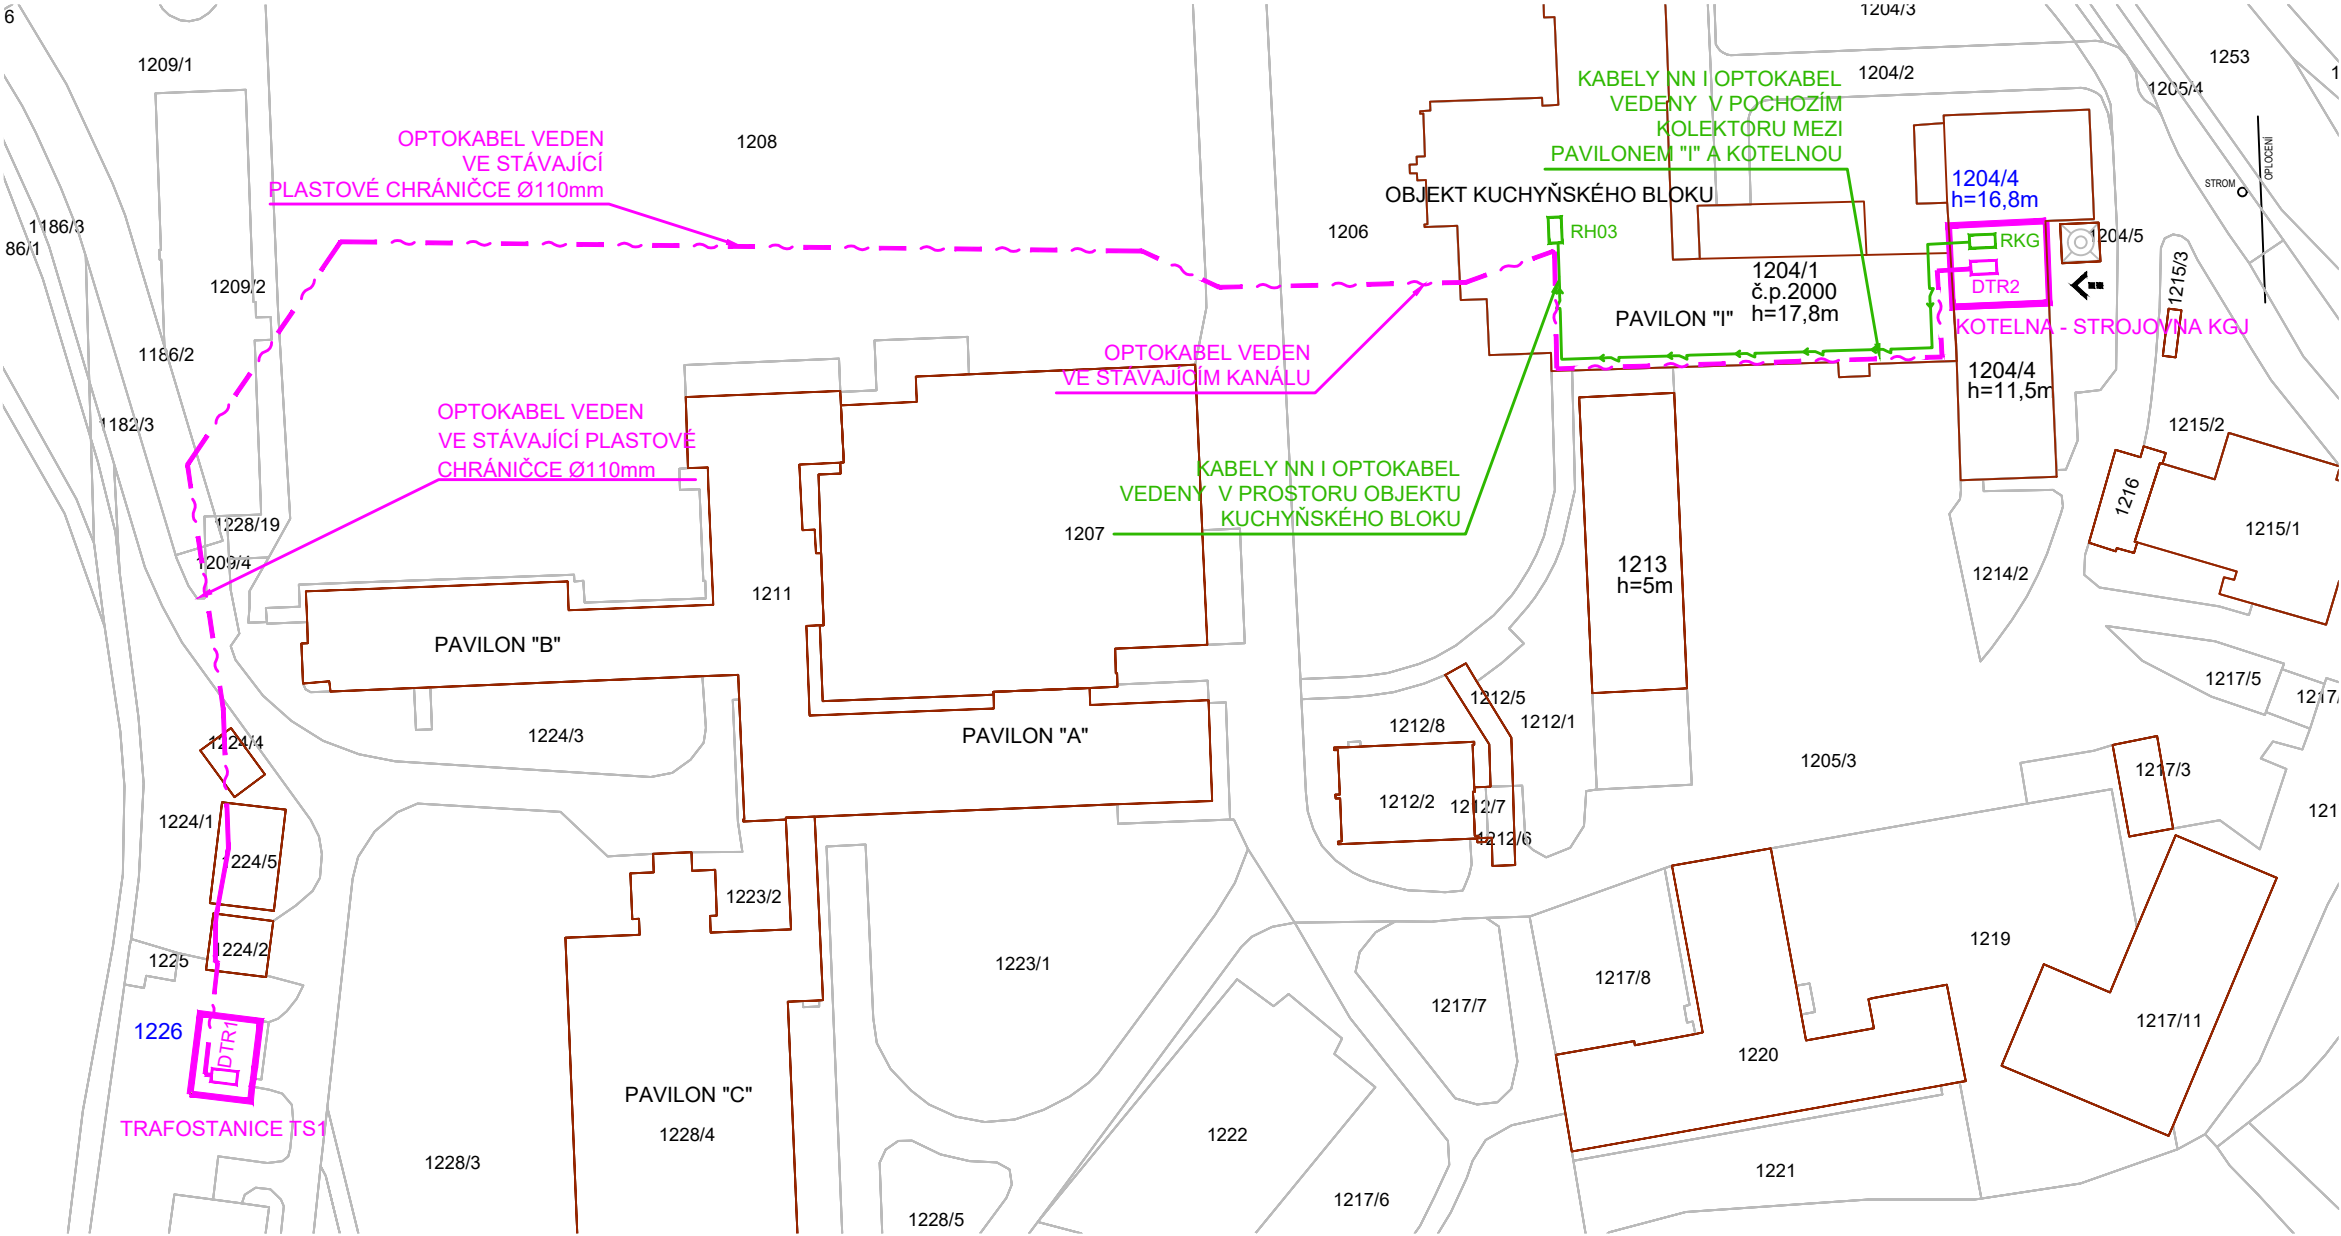 6
1204/3
1209/1
1253
1
1204/2
1205/4
KABELY NN I OPTOKABEL
VEDENY V POCHOZÍM
KOLEKTORU MEZI
PAVILONEM "I" A KOTELNOU
OPTOKABEL VEDEN
VE STÁVAJÍCÍ
PLASTOVÉ CHRÁNIČCE Ø110mm
1208
OPLOCENÍ
STROM
OBJEKT KUCHYŇSKÉHO BLOKU
1204/4
h=16,8m
1186/3
86/1
1206
RH03
RKG
1204/5
DTR2
1209/2
1204/1
č.p.2000
h=17,8m
PAVILON "I"
1215/3
KOTELNA - STROJOVNA KGJ
1186/2
OPTOKABEL VEDEN
VE STÁVAJÍCÍM KANÁLU
1204/4
h=11,5m
1182/3
OPTOKABEL VEDEN
VE STÁVAJÍCÍ PLASTOVÉ
CHRÁNIČCE Ø110mm
1215/2
KABELY NN I OPTOKABEL
VEDENY V PROSTORU OBJEKTU
KUCHYŇSKÉHO BLOKU
1216
1215/1
1228/19
1207
1209/4
1213
h=5m
1214/2
1211
PAVILON "B"
1217/5
1217/
1212/5
1212/8
1212/1
1224/3
PAVILON "A"
1224/4
1205/3
1217/3
1212/2
1212/7
1212/6
121
1224/1
1224/5
1223/2
1224/2
1225
1223/1
1219
1217/8
1217/7
1217/11
1226
DTR1
1220
TRAFOSTANICE TS1
PAVILON "C"
1228/4
1222
1228/3
1221
1217/6
1228/5